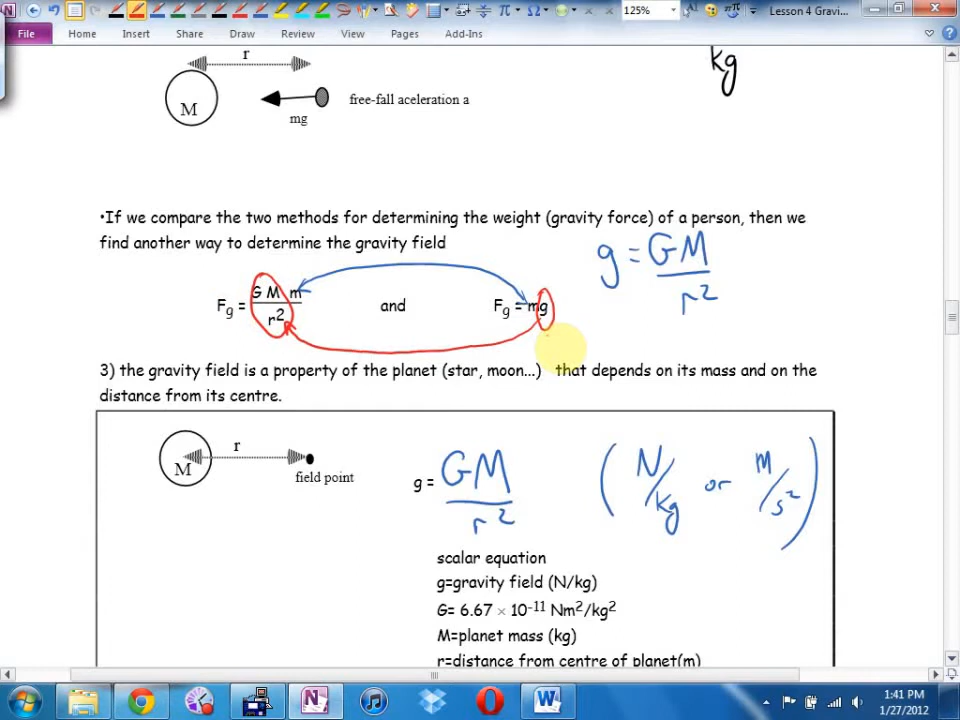 125%
Lesson 4 Gravi...
File Home Insert Share Draw Review View Pages Add-Ins
r
kg
M
free-fall aceleration a
mg
•If we compare the two methods for determining the weight (gravity force) of a person, then we
find another way to determine the gravity field
g = GM
r²
F_g = G M m / r² and F_g = mg
3) the gravity field is a property of the planet (star, moon...) that depends on its mass and on the
distance from its centre.
r
M
field point
g = GM / r² (N/kg or m/s²)
scalar equation
g=gravity field (N/kg)
G= 6.67 × 10⁻¹¹ Nm²/kg²
M=planet mass (kg)
r=distance from centre of planet(m)
1:41 PM
1/27/2012